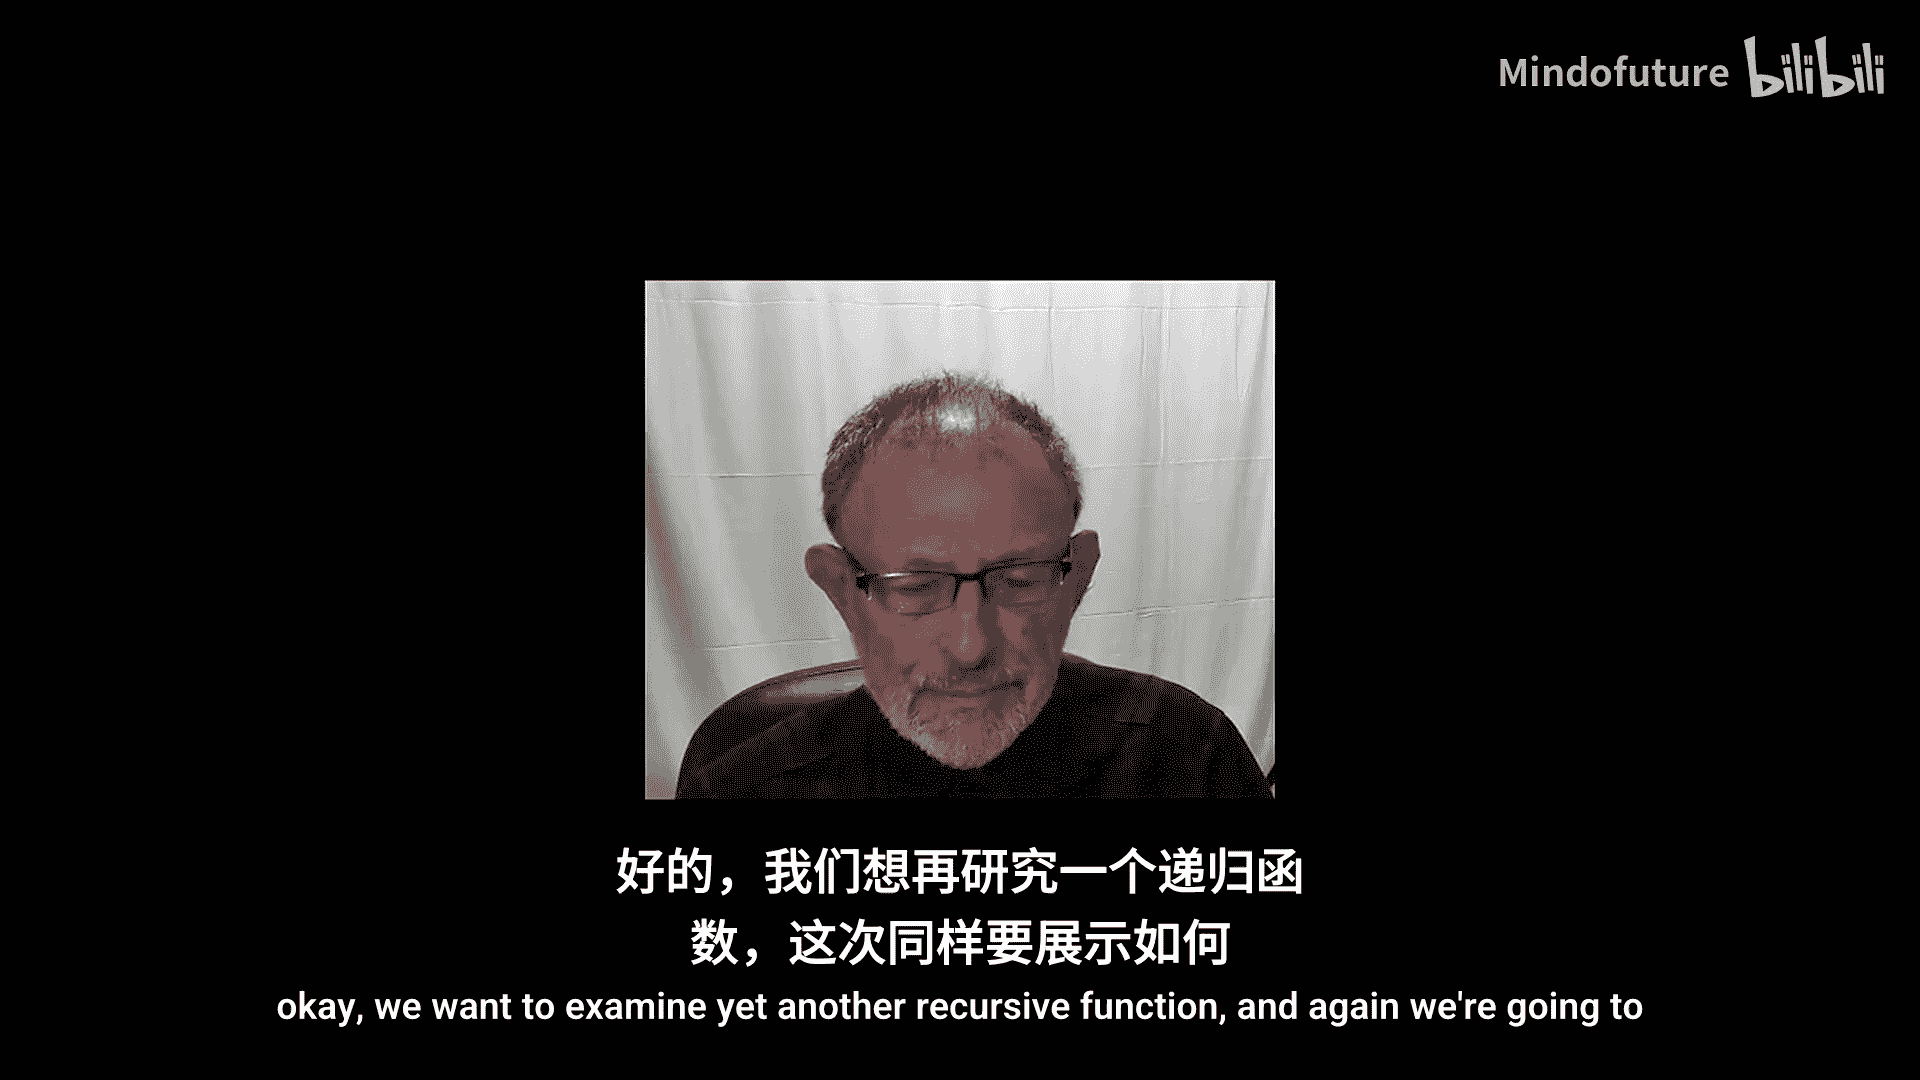 Mindofuture bilibili
好的，我们想再研究一个递归函
数，这次同样要展示如何
okay, we want to examine yet another recursive function, and again we're going to